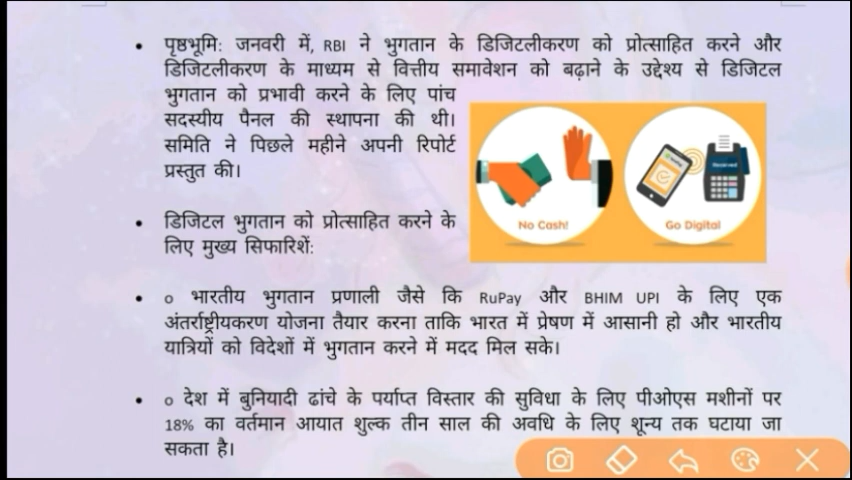 • पृष्ठभूमि: जनवरी में, RBI ने भुगतान के डिजिटलीकरण को प्रोत्साहित करने और
डिजिटलीकरण के माध्यम से वित्तीय समावेशन को बढ़ाने के उद्देश्य से डिजिटल
भुगतान को प्रभावी करने के लिए पांच
सदस्यीय पैनल की स्थापना की थी।
समिति ने पिछले महीने अपनी रिपोर्ट
प्रस्तुत की।
No Cash!
Go Digital
• डिजिटल भुगतान को प्रोत्साहित करने के
लिए मुख्य सिफारिशें:
• o भारतीय भुगतान प्रणाली जैसे कि RuPay और BHIM UPI के लिए एक
अंतर्राष्ट्रीयकरण योजना तैयार करना ताकि भारत में प्रेषण में आसानी हो और भारतीय
यात्रियों को विदेशों में भुगतान करने में मदद मिल सके।
• o देश में बुनियादी ढांचे के पर्याप्त विस्तार की सुविधा के लिए पीओएस मशीनों पर
18% का वर्तमान आयात शुल्क तीन साल की अवधि के लिए शून्य तक घटाया जा
सकता है।